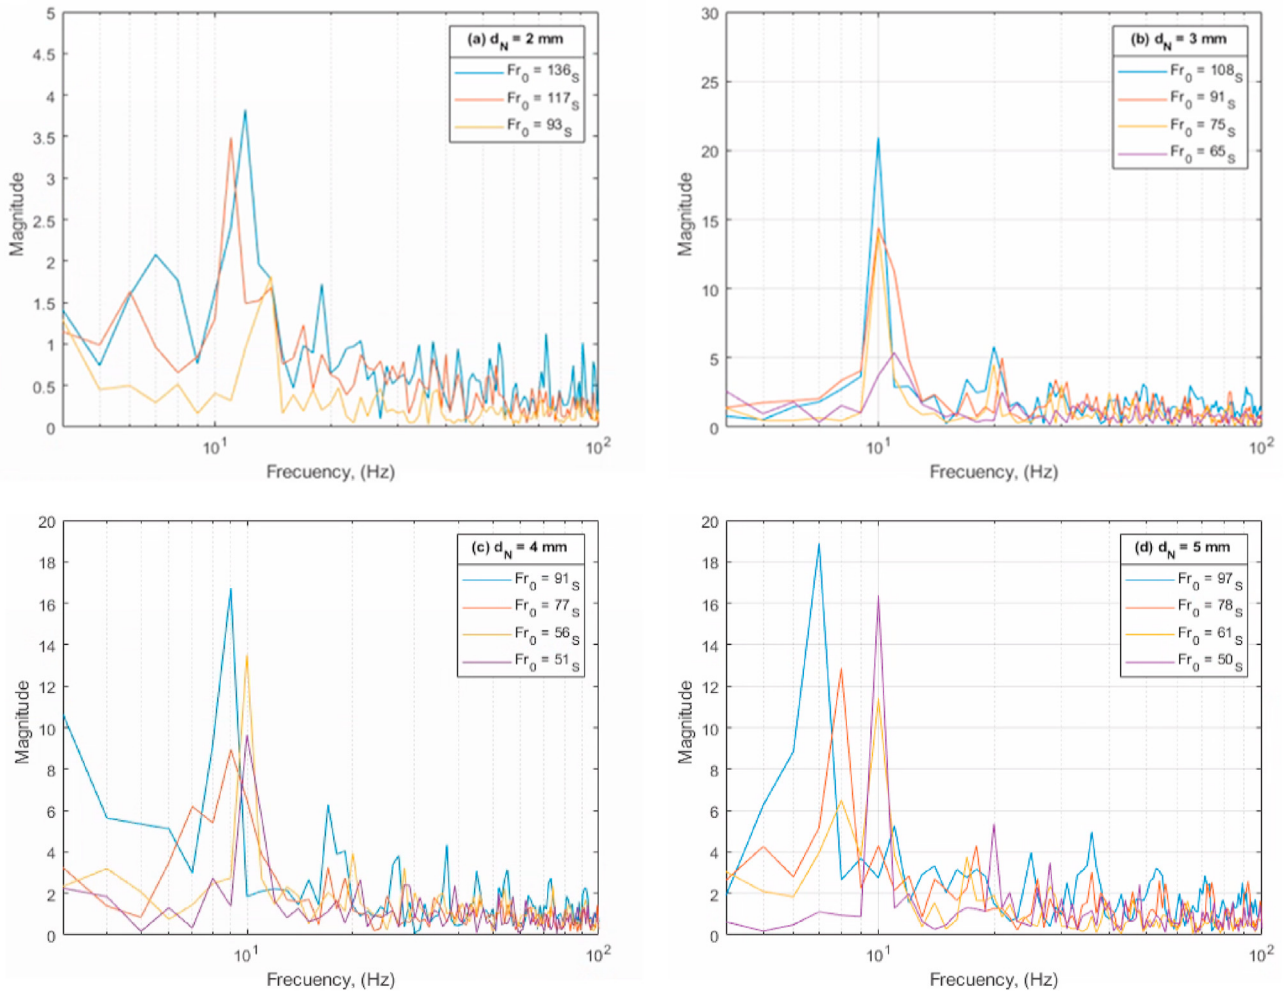 (a) d_N = 2 mm
Fr_0 = 136_S
Fr_0 = 117_S
Fr_0 = 93_S
5
4.5
4
3.5
3
2.5
2
1.5
1
0.5
0
Magnitude
10^1
10^2
Frecuency, (Hz)
(b) d_N = 3 mm
Fr_0 = 108_S
Fr_0 = 91_S
Fr_0 = 75_S
Fr_0 = 65_S
30
25
20
15
10
5
0
Magnitude
10^1
10^2
Frecuency, (Hz)
(c) d_N = 4 mm
Fr_0 = 91_S
Fr_0 = 77_S
Fr_0 = 56_S
Fr_0 = 51_S
20
18
16
14
12
10
8
6
4
2
0
Magnitude
10^1
10^2
Frecuency, (Hz)
(d) d_N = 5 mm
Fr_0 = 97_S
Fr_0 = 78_S
Fr_0 = 61_S
Fr_0 = 50_S
20
18
16
14
12
10
8
6
4
2
0
Magnitude
10^1
10^2
Frecuency, (Hz)